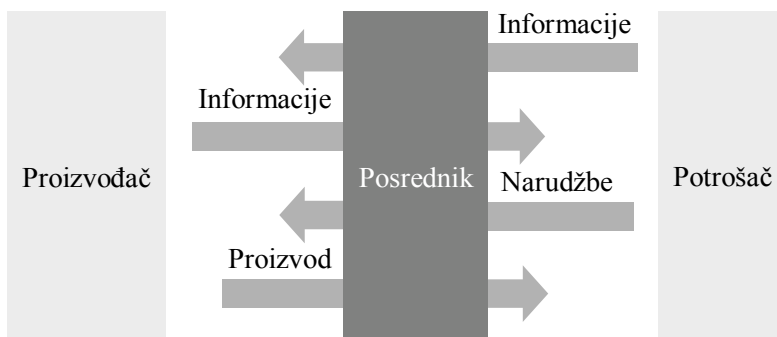 Informacije
Informacije
Proizvođač
Posrednik
Narudžbe
Potrošač
Proizvod